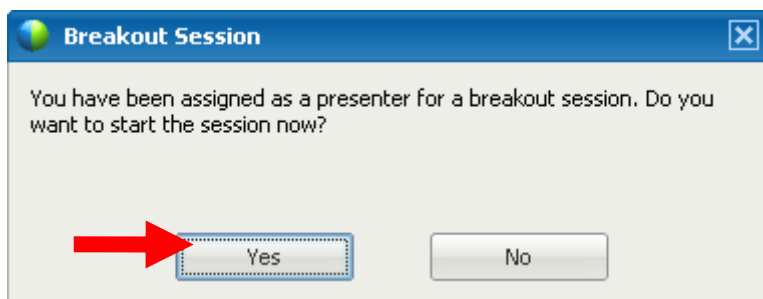 Breakout Session
You have been assigned as a presenter for a breakout session. Do you
want to start the session now?
Yes No